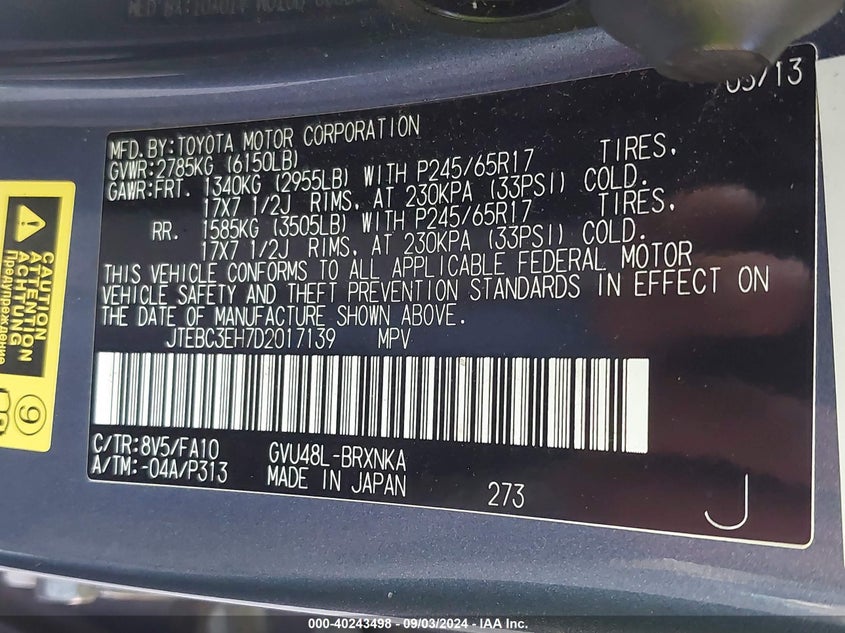 /13
MFD. BY: TOYOTA MOTOR CORPORATION
GVWR: 2785KG (6150LB)
GAWR: FRT. 1340KG (2955LB) WITH P245/65R17 TIRES,
17X7 1/2J RIMS, AT 230KPA (33PSI) COLD.
RR. 1585KG (3505LB) WITH P245/65R17 TIRES,
17X7 1/2J RIMS, AT 230KPA (33PSI) COLD.
THIS VEHICLE CONFORMS TO ALL APPLICABLE FEDERAL MOTOR
VEHICLE SAFETY AND THEFT PREVENTION STANDARDS IN EFFECT ON
THE DATE OF MANUFACTURE SHOWN ABOVE.
JTEBC3EH7D2017139 MPV
C/TR: 8V5/FA10 GVU48L-BRXNKA
A/TM: -04A/P313 MADE IN JAPAN 273
J
CAUTION
ATTENTION
ACHTUNG
Предупреждение
9
000-40243498 - 09/03/2024 - IAA Inc.